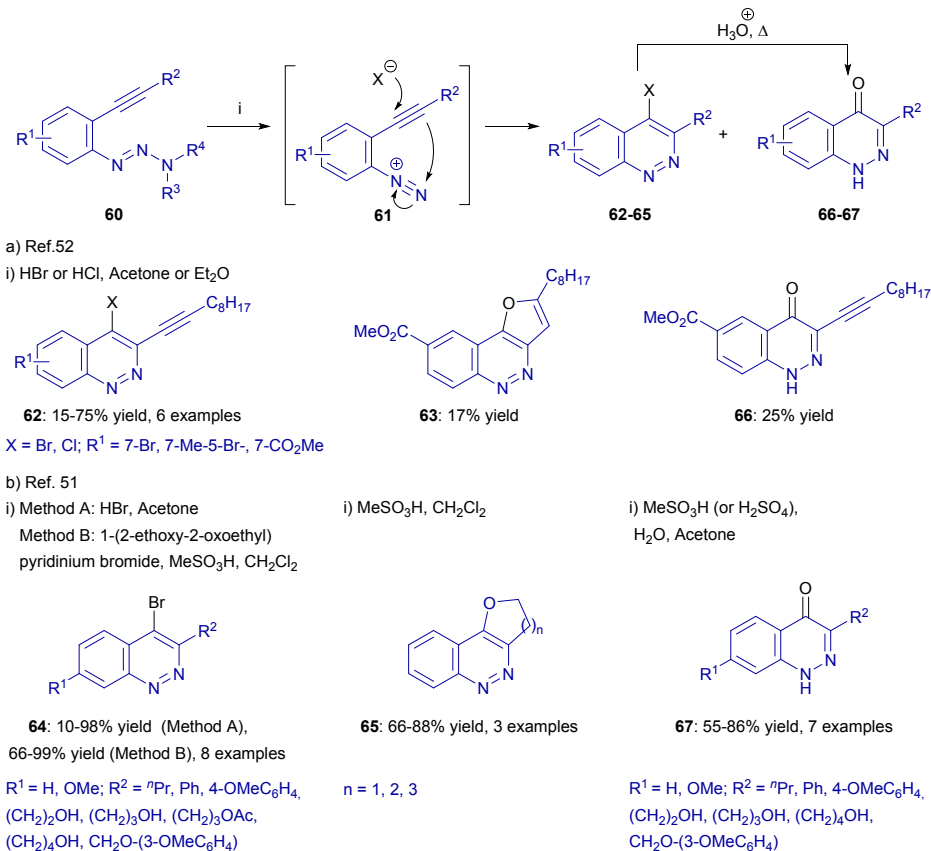 H₃O⊕, Δ
R² X⊖ R² X R² O R²
R¹ N N N R⁴ R³ i R¹ N⊕ N R¹ N N + R¹ N N H
60 61 62-65 66-67
a) Ref.52
i) HBr or HCl, Acetone or Et₂O
X C₈H₁₇ R¹ N N
C₈H₁₇ O MeO₂C N N
O C₈H₁₇ MeO₂C N N H
62: 15-75% yield, 6 examples
63: 17% yield
66: 25% yield
X = Br, Cl; R¹ = 7-Br, 7-Me-5-Br-, 7-CO₂Me
b) Ref. 51
i) Method A: HBr, Acetone
Method B: 1-(2-ethoxy-2-oxoethyl)
pyridinium bromide, MeSO₃H, CH₂Cl₂
i) MeSO₃H, CH₂Cl₂
i) MeSO₃H (or H₂SO₄),
H₂O, Acetone
Br R² R¹ N N
O ( )n N N
O R² R¹ N N H
64: 10-98% yield (Method A),
66-99% yield (Method B), 8 examples
65: 66-88% yield, 3 examples
67: 55-86% yield, 7 examples
R¹ = H, OMe; R² = ⁿPr, Ph, 4-OMeC₆H₄,
(CH₂)₂OH, (CH₂)₃OH, (CH₂)₃OAc,
(CH₂)₄OH, CH₂O-(3-OMeC₆H₄)
n = 1, 2, 3
R¹ = H, OMe; R² = ⁿPr, Ph, 4-OMeC₆H₄,
(CH₂)₂OH, (CH₂)₃OH, (CH₂)₄OH,
CH₂O-(3-OMeC₆H₄)